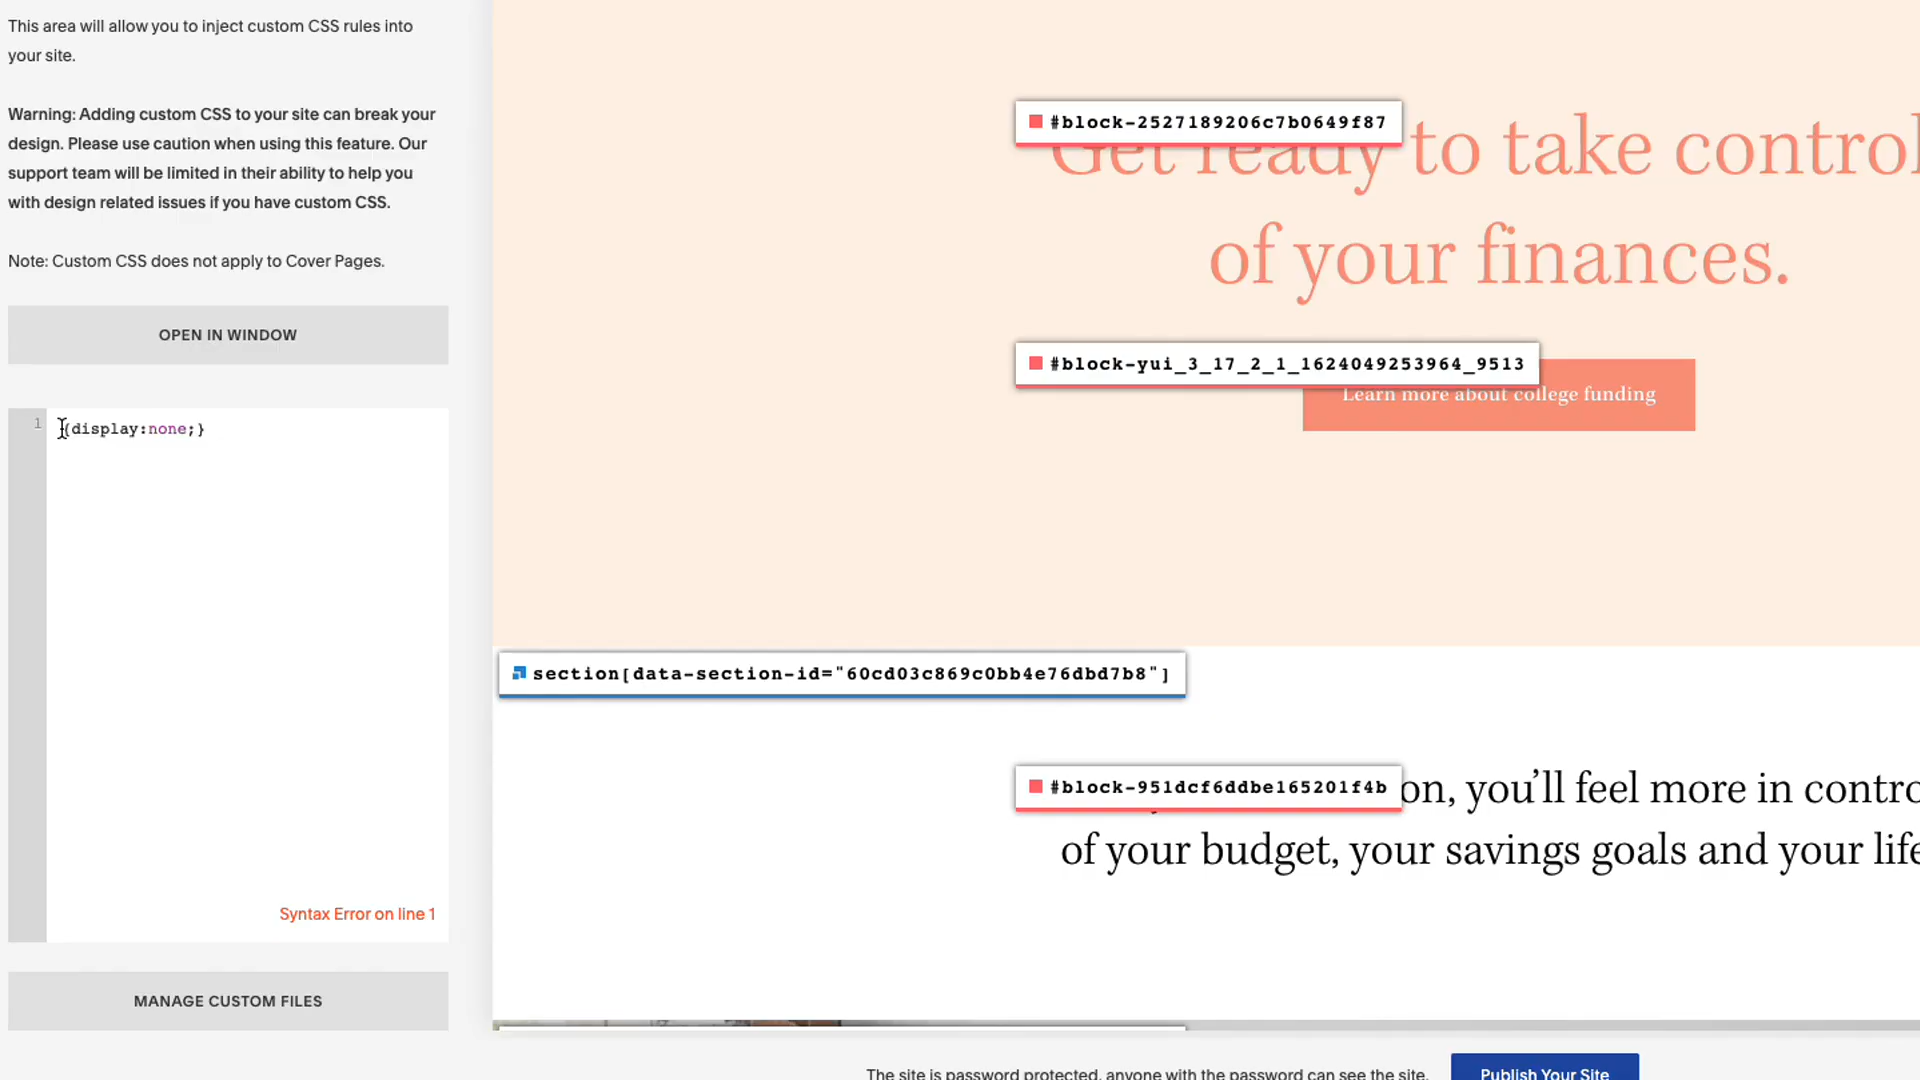 This area will allow you to inject custom CSS rules into
your site.
Warning: Adding custom CSS to your site can break your
design. Please use caution when using this feature. Our
support team will be limited in their ability to help you
with design related issues if you have custom CSS.
Note: Custom CSS does not apply to Cover Pages.
OPEN IN WINDOW
1
{display:none;}
Syntax Error on line 1
MANAGE CUSTOM FILES
#block-2527189206c7b0649f87
Get ready to take control
of your finances.
#block-yui_3_17_2_1_1624049253964_9513
Learn more about college funding
section[data-section-id="60cd03c869c0bb4e76dbd7b8"]
#block-951dcf6ddbe165201f4b
you'll feel more in contro
of your budget, your savings goals and your life
The site is password protected, anyone with the password can see the site.
Publish Your Site